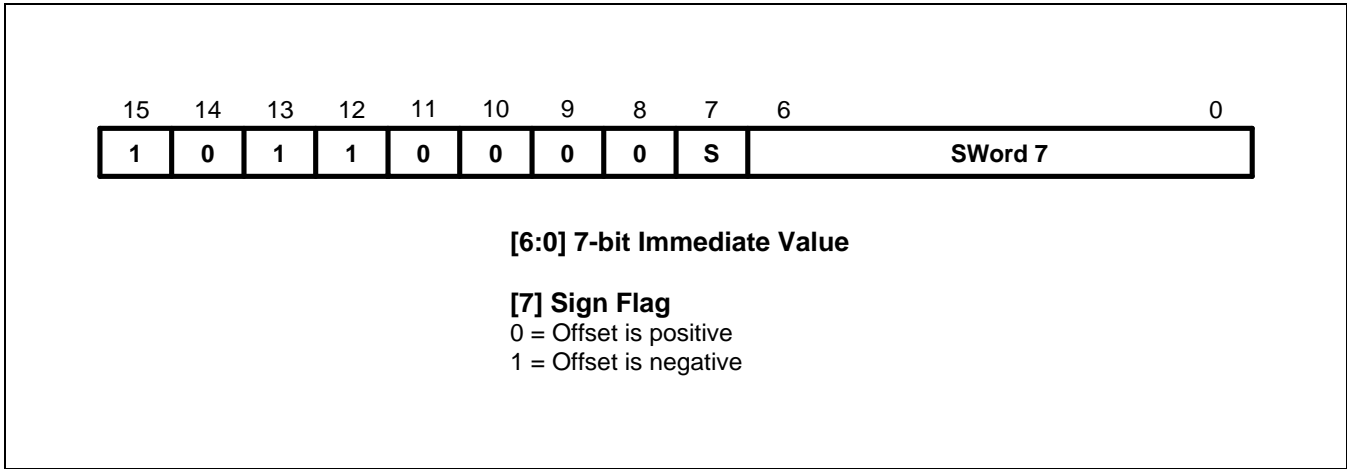 15 14 13 12 11 10 9 8 7 6 0
1 0 1 1 0 0 0 0 S SWord 7
[6:0] 7-bit Immediate Value
[7] Sign Flag
0 = Offset is positive
1 = Offset is negative